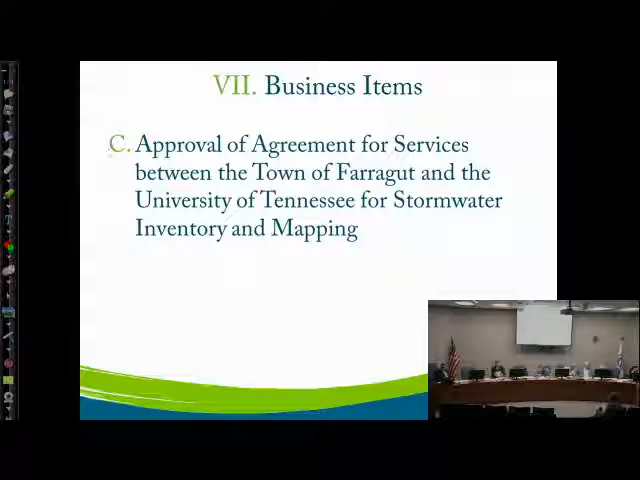 VII. Business Items
C. Approval of Agreement for Services
between the Town of Farragut and the
University of Tennessee for Stormwater
Inventory and Mapping